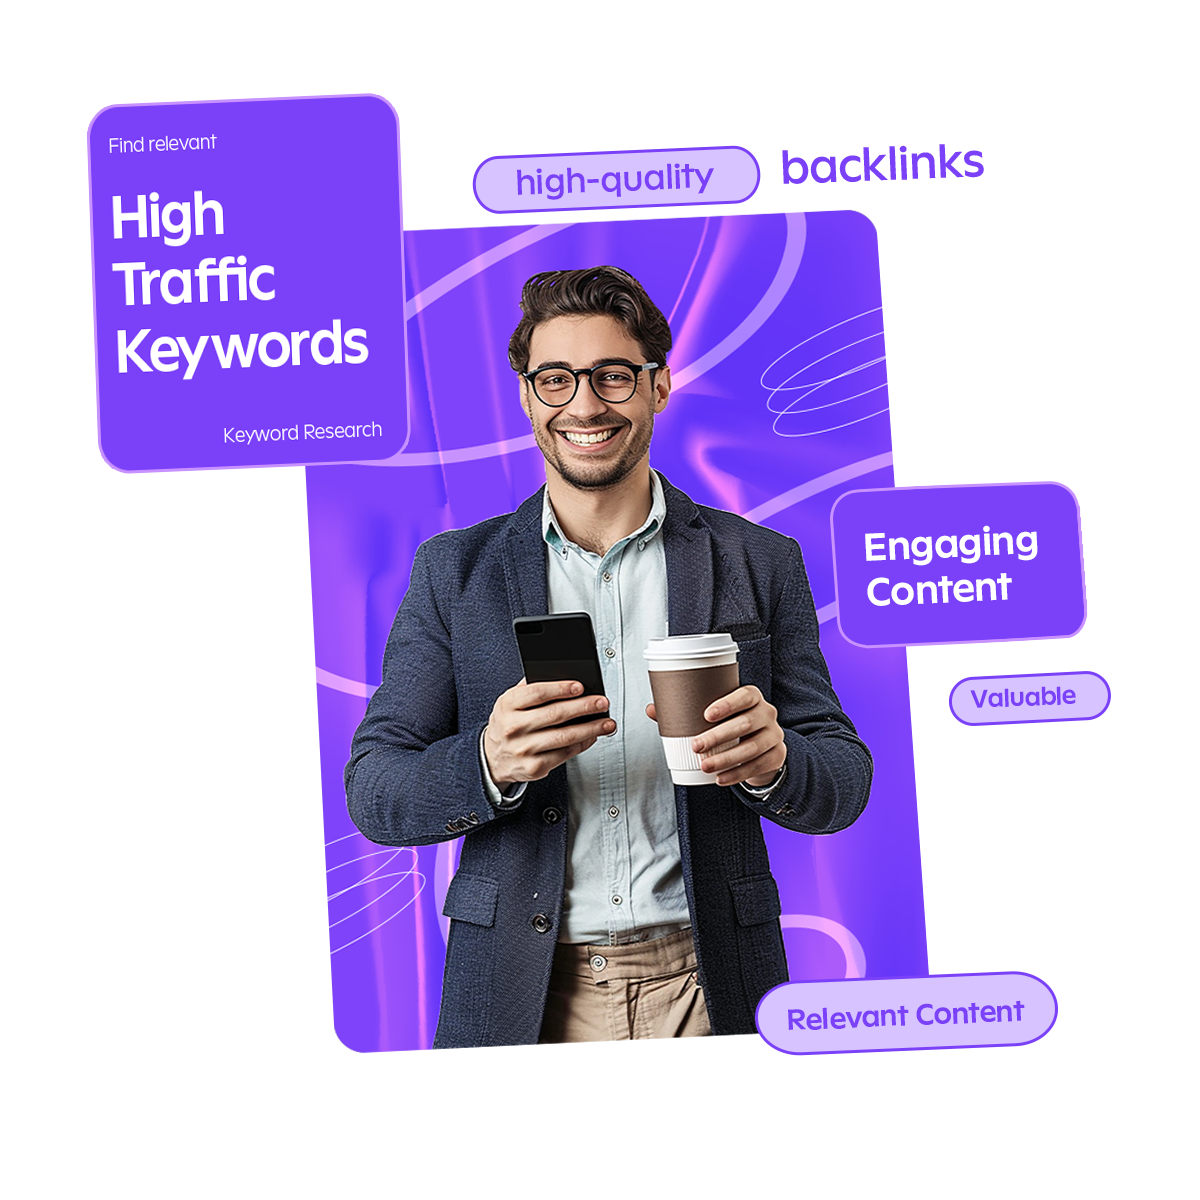 Find relevant
High
Traffic
Keywords
Keyword Research
high-quality backlinks
Engaging
Content
Valuable
Relevant Content